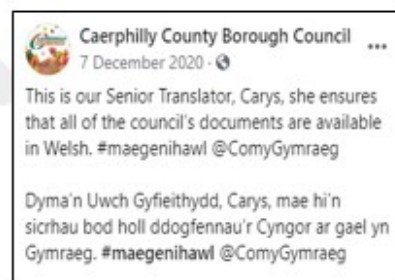 Caerphilly County Borough Council
7 December 2020 ·
This is our Senior Translator, Carys, she ensures
that all of the council's documents are available
in Welsh. #maegenihawl @ComyGymraeg
Dyma'n Uwch Gyfieithydd, Carys, mae hi'n
sicrhau bod holl ddogfennau'r Cyngor ar gael yn
Gymraeg. #maegenihawl @ComyGymraeg